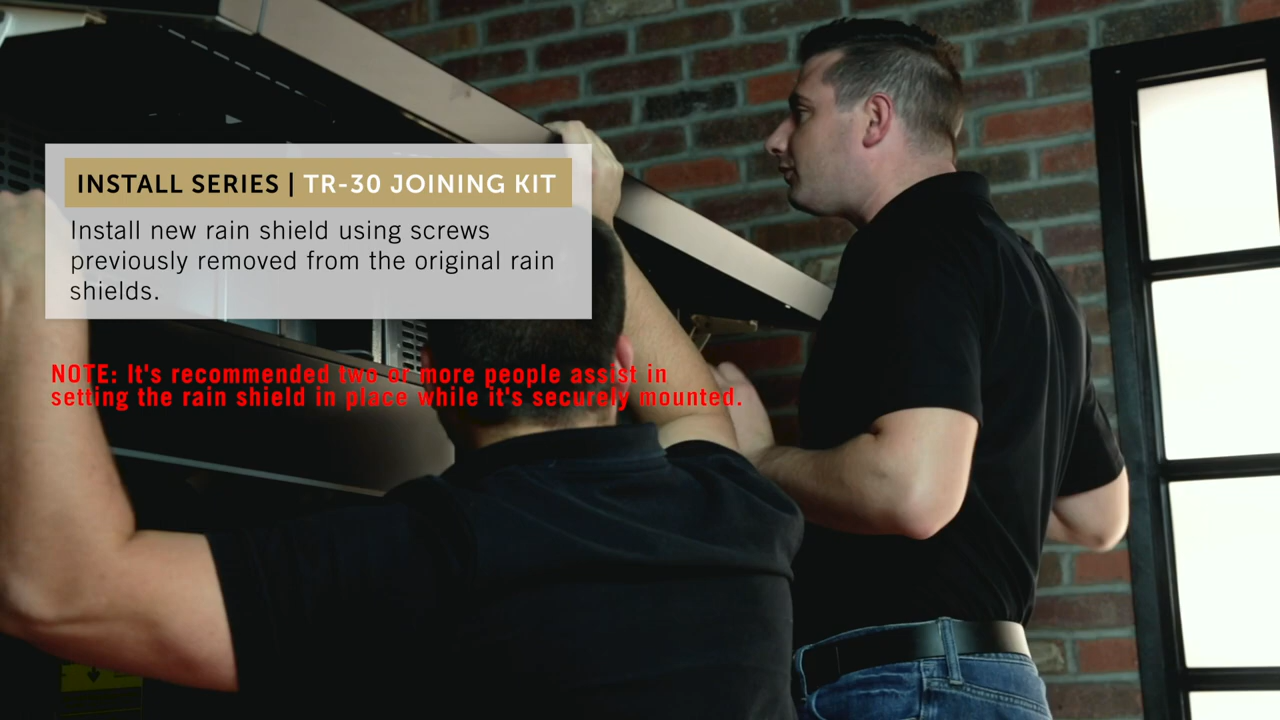 INSTALL SERIES | TR-30 JOINING KIT
Install new rain shield using screws
previously removed from the original rain
shields.
NOTE: It's recommended two or more people assist in
setting the rain shield in place while it's securely mounted.